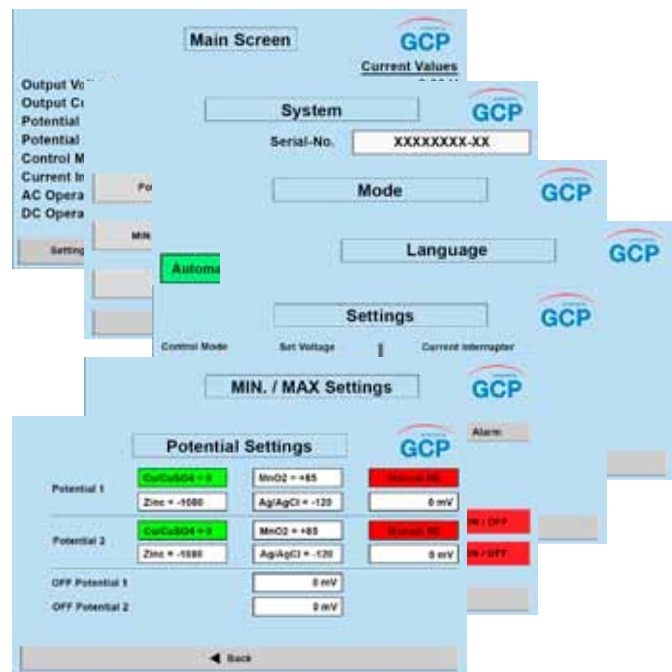 Main Screen
GCP
Current Values
Output
Output
Potential
Potential
Control M
Current In
AC Opera
DC Opera
Setting
System
GCP
Serial-No.
XXXXXXXX-XX
Po
MIN.
Mode
GCP
Automa
Language
GCP
Settings
GCP
Control Mode
Set Voltage
Current Interrupter
MIN. / MAX Settings
GCP
Alarm
ON / OFF
ON / OFF
Potential Settings
GCP
Potential 1
Cu/CuSO4 = 0
MnO2 = +85
Zinc = -1080
Ag/AgCl = -120
0 mV
Potential 2
Cu/CuSO4 = 0
MnO2 = +85
Zinc = -1080
Ag/AgCl = -120
0 mV
OFF Potential 1
0 mV
OFF Potential 2
0 mV
Back